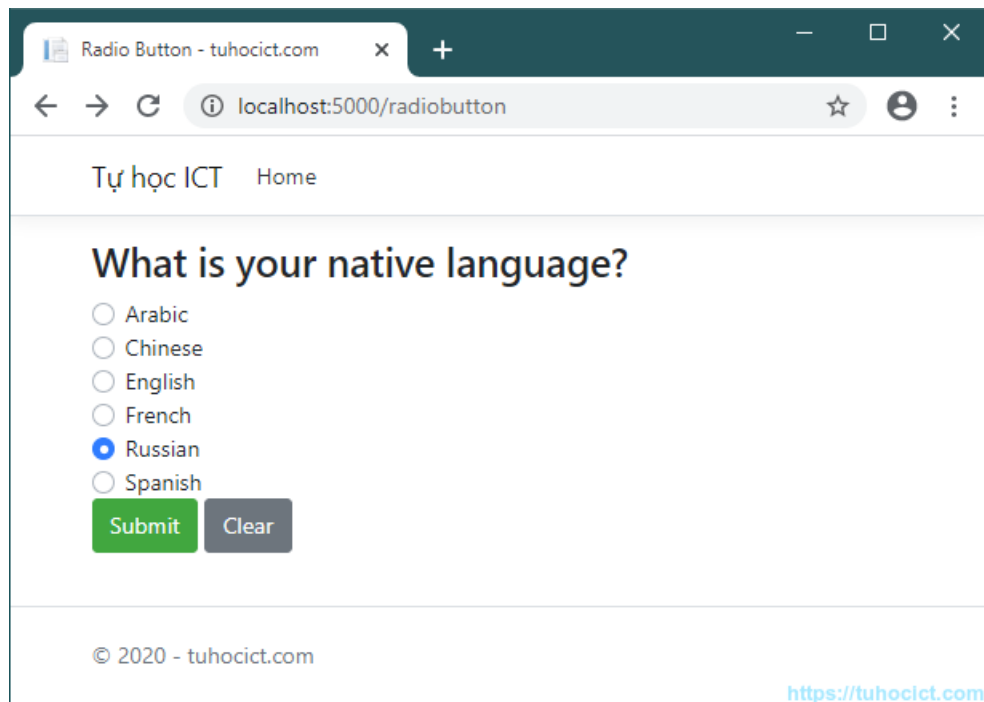 Radio Button - tuhocict.com
localhost:5000/radiobutton
Tự học ICT Home
What is your native language?
Arabic
Chinese
English
French
Russian
Spanish
Submit Clear
© 2020 - tuhocict.com
https://tuhocict.com